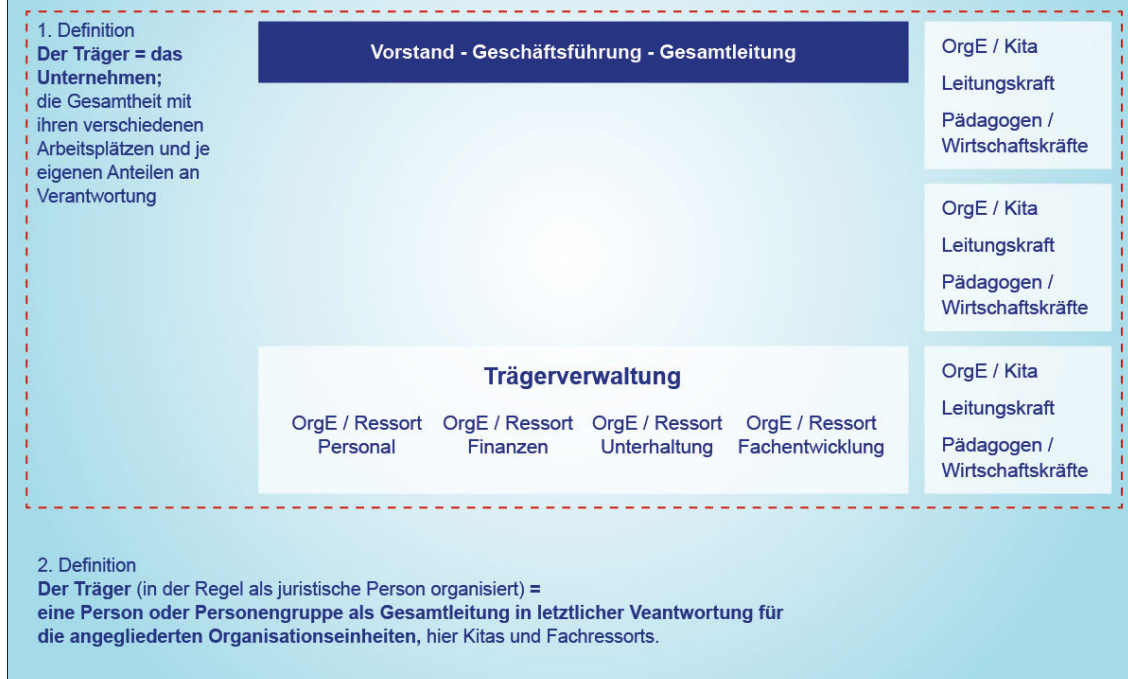 1. Definition
Der Träger = das
Unternehmen;
die Gesamtheit mit
ihren verschiedenen
Arbeitsplätzen und je
eigenen Anteilen an
Verantwortung
Vorstand - Geschäftsführung - Gesamtleitung
OrgE / Kita
Leitungskraft
Pädagogen /
Wirtschaftskräfte
OrgE / Kita
Leitungskraft
Pädagogen /
Wirtschaftskräfte
Trägerverwaltung
OrgE / Ressort
Personal
OrgE / Ressort
Finanzen
OrgE / Ressort
Unterhaltung
OrgE / Ressort
Fachentwicklung
OrgE / Kita
Leitungskraft
Pädagogen /
Wirtschaftskräfte
2. Definition
Der Träger (in der Regel als juristische Person organisiert) =
eine Person oder Personengruppe als Gesamtleitung in letztlicher Veantwortung für
die angegliederten Organisationseinheiten, hier Kitas und Fachressorts.